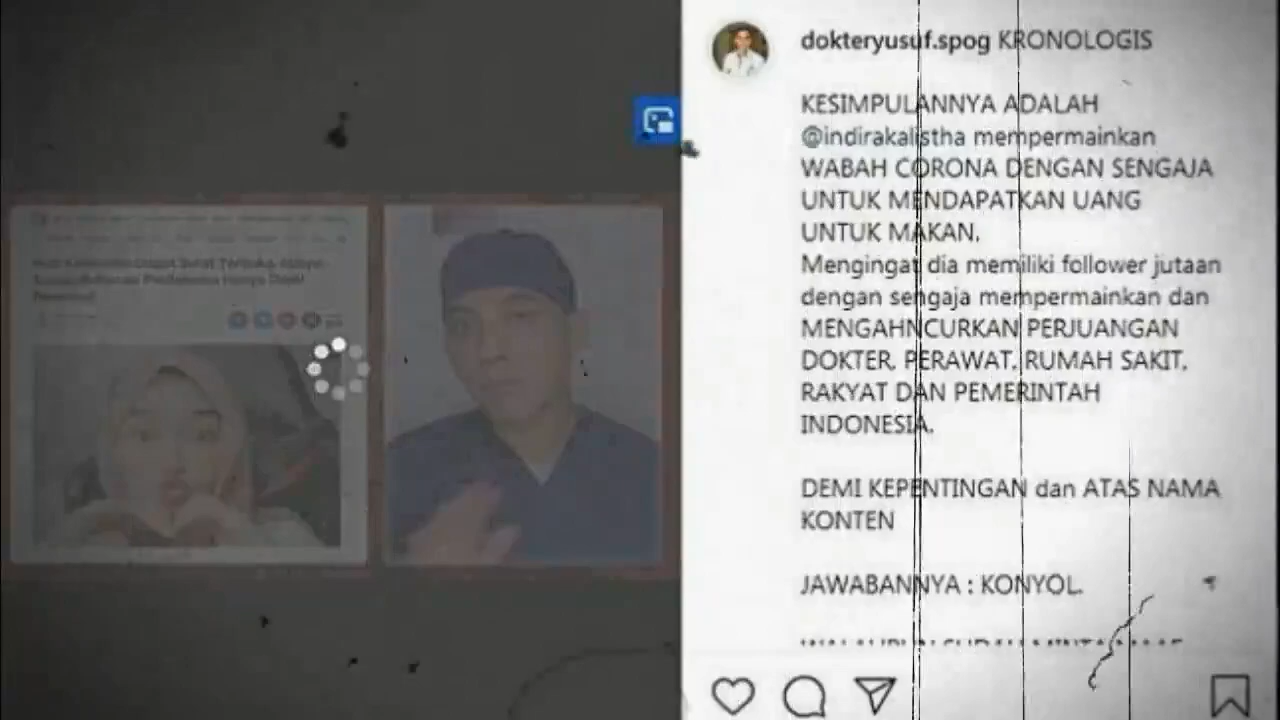 dokteryusuf.spog KRONOLOGIS
KESIMPULANNYA ADALAH
@indirakalistha mempermainkan
WABAH CORONA DENGAN SENGAJA
UNTUK MENDAPATKAN UANG
UNTUK MAKAN.
Mengingat dia memiliki follower jutaan
dengan sengaja mempermainkan dan
MENGAHNCURKAN PERJUANGAN
DOKTER, PERAWAT, RUMAH SAKIT,
RAKYAT DAN PEMERINTAH
INDONESIA.
DEMI KEPENTINGAN dan ATAS NAMA
KONTEN
JAWABANNYA : KONYOL.